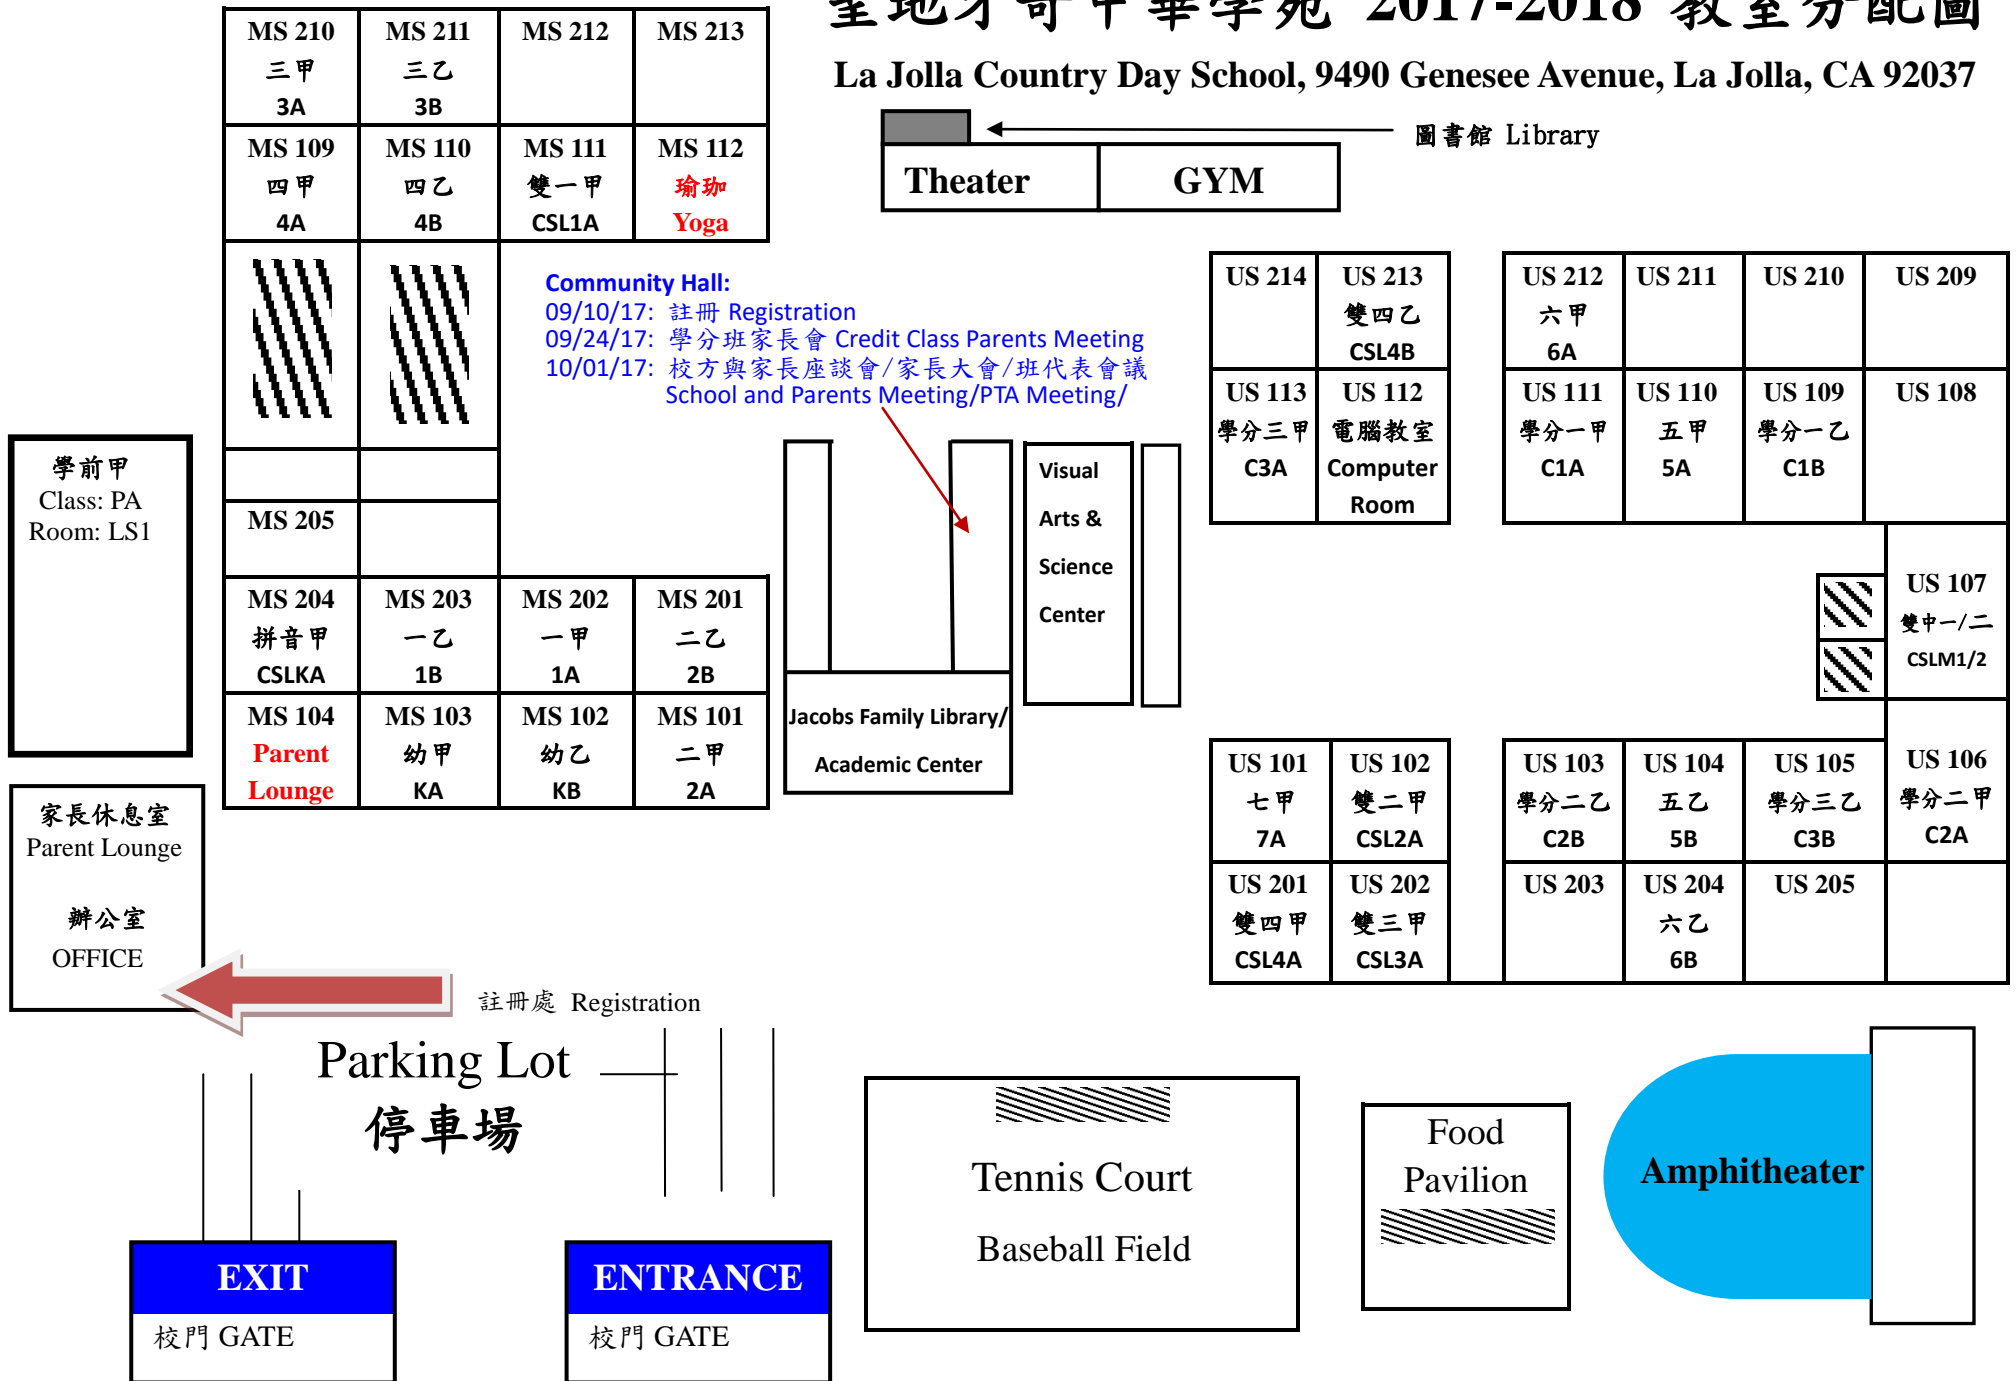 聖地牙哥中華學苑 2017-2018 教室分配圖
La Jolla Country Day School, 9490 Genesee Avenue, La Jolla, CA 92037
圖書館 Library
Theater
GYM
MS 210
三甲
3A
MS 211
三乙
3B
MS 212
MS 213
MS 109
四甲
4A
MS 110
四乙
4B
MS 111
雙一甲
CSL1A
MS 112
瑜珈
Yoga
Community Hall:
09/10/17: 註冊 Registration
09/24/17: 學分班家長會 Credit Class Parents Meeting
10/01/17: 校方與家長座談會/家長大會/班代表會議
School and Parents Meeting/PTA Meeting/
US 214
US 213
雙四乙
CSL4B
US 212
六甲
6A
US 211
US 210
US 209
US 113
學分三甲
C3A
US 112
電腦教室
Computer
Room
US 111
學分一甲
C1A
US 110
五甲
5A
US 109
學分一乙
C1B
US 108
學前甲
Class: PA
Room: LS1
MS 205
MS 204
拼音甲
CSLKA
MS 203
一乙
1B
MS 202
一甲
1A
MS 201
二乙
2B
MS 104
Parent
Lounge
MS 103
幼甲
KA
MS 102
幼乙
KB
MS 101
二甲
2A
Visual
Arts &
Science
Center
Jacobs Family Library/
Academic Center
US 107
雙中一/二
CSLM1/2
US 101
七甲
7A
US 102
雙二甲
CSL2A
US 103
學分二乙
C2B
US 104
五乙
5B
US 105
學分三乙
C3B
US 106
學分二甲
C2A
US 201
雙四甲
CSL4A
US 202
雙三甲
CSL3A
US 203
US 204
六乙
6B
US 205
家長休息室
Parent Lounge
辦公室
OFFICE
註冊處 Registration
Parking Lot
停車場
EXIT
校門 GATE
ENTRANCE
校門 GATE
Tennis Court
Baseball Field
Food
Pavilion
Amphitheater